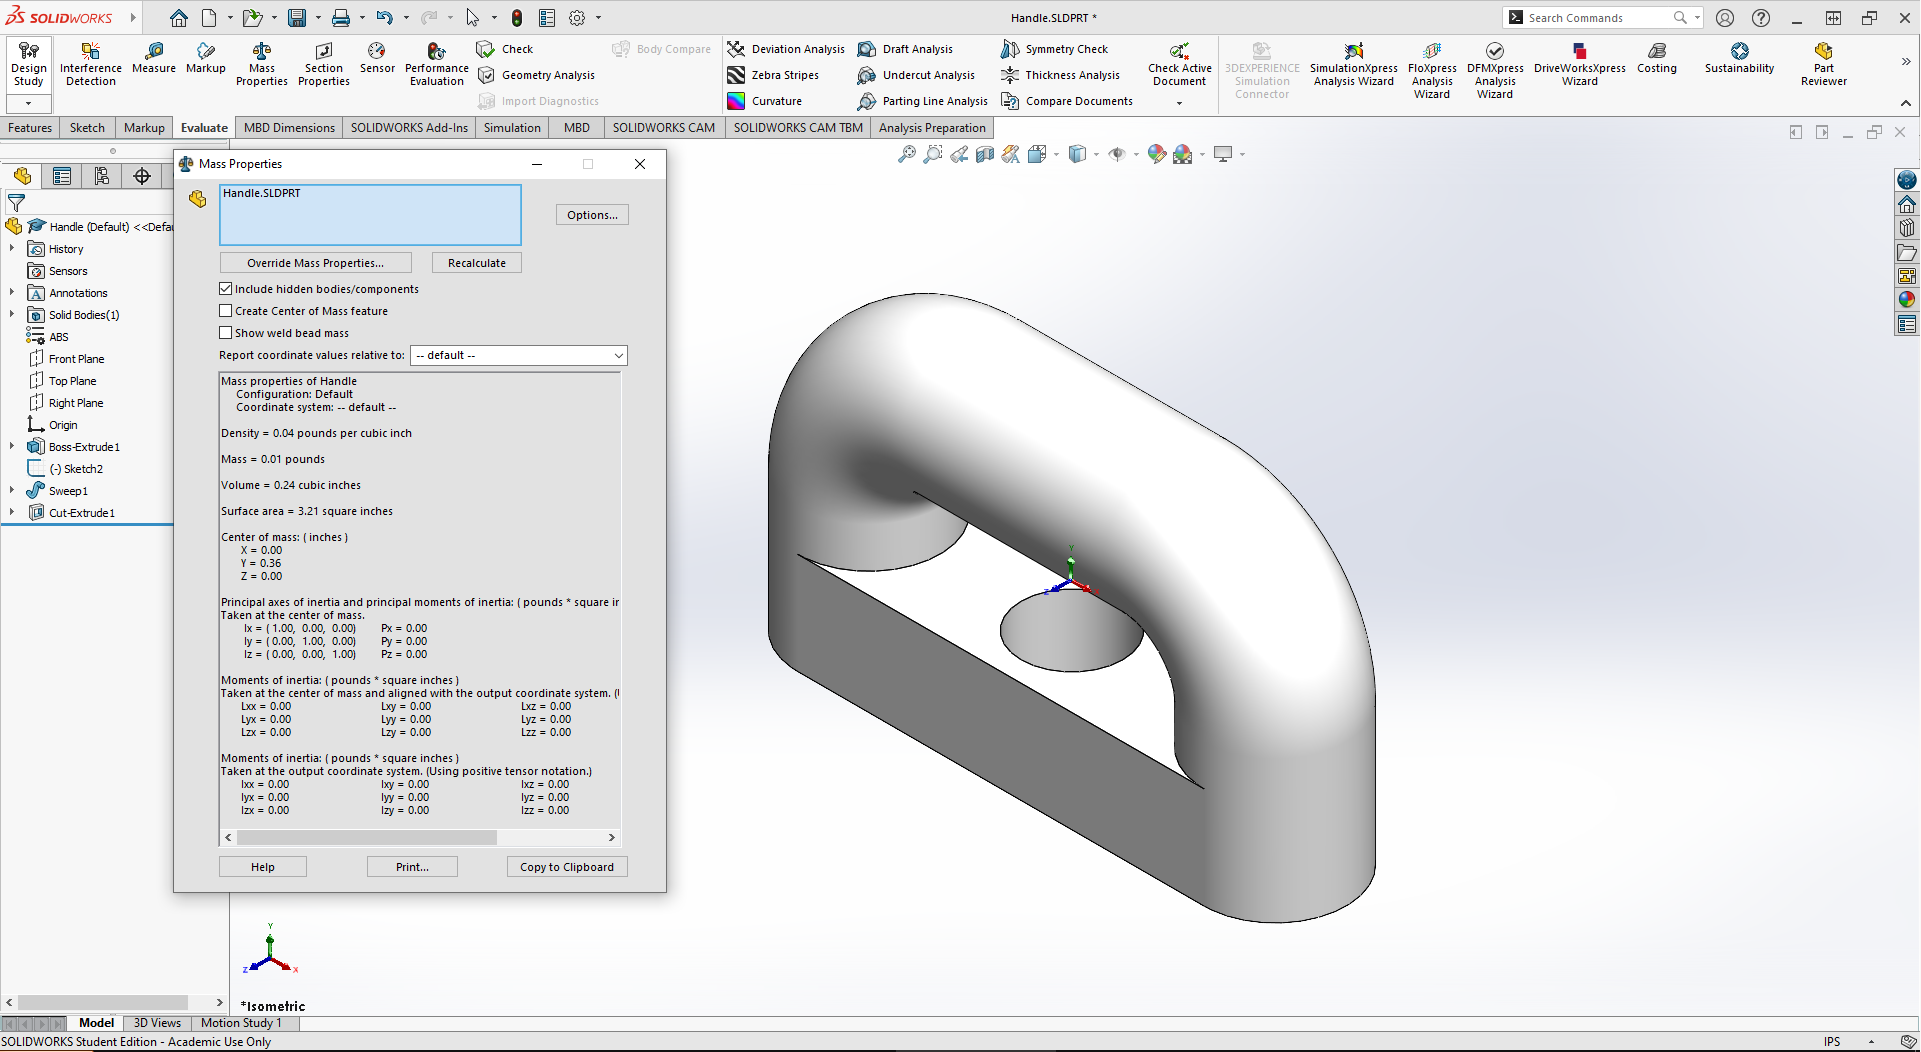 SOLIDWORKS
Handle.SLDPRT *
Search Commands
Design Study
Interference Detection
Measure
Markup
Mass Properties
Section Properties
Sensor
Performance Evaluation
Check
Geometry Analysis
Import Diagnostics
Body Compare
Deviation Analysis
Zebra Stripes
Curvature
Draft Analysis
Undercut Analysis
Parting Line Analysis
Symmetry Check
Thickness Analysis
Compare Documents
Check Active Document
3DEXPERIENCE Simulation Connector
SimulationXpress Analysis Wizard
FloXpress Analysis Wizard
DFMXpress Analysis Wizard
DriveWorksXpress Wizard
Costing
Sustainability
Part Reviewer
Features
Sketch
Markup
Evaluate
MBD Dimensions
SOLIDWORKS Add-Ins
Simulation
MBD
SOLIDWORKS CAM
SOLIDWORKS CAM TBM
Analysis Preparation
Handle (Default) <<Defau
History
Sensors
Annotations
Solid Bodies(1)
ABS
Front Plane
Top Plane
Right Plane
Origin
Boss-Extrude1
(-) Sketch2
Sweep1
Cut-Extrude1
Mass Properties
Handle.SLDPRT
Options...
Override Mass Properties...
Recalculate
Include hidden bodies/components
Create Center of Mass feature
Show weld bead mass
Report coordinate values relative to:
-- default --
Mass properties of Handle
Configuration: Default
Coordinate system: -- default --
Density = 0.04 pounds per cubic inch
Mass = 0.01 pounds
Volume = 0.24 cubic inches
Surface area = 3.21 square inches
Center of mass: ( inches )
X = 0.00
Y = 0.36
Z = 0.00
Principal axes of inertia and principal moments of inertia: ( pounds * square in
Taken at the center of mass.
Ix = ( 1.00, 0.00, 0.00) Px = 0.00
Iy = ( 0.00, 1.00, 0.00) Py = 0.00
Iz = ( 0.00, 0.00, 1.00) Pz = 0.00
Moments of inertia: ( pounds * square inches )
Taken at the center of mass and aligned with the output coordinate system. (
Lxx = 0.00 Lxy = 0.00 Lxz = 0.00
Lyx = 0.00 Lyy = 0.00 Lyz = 0.00
Lzx = 0.00 Lzy = 0.00 Lzz = 0.00
Moments of inertia: ( pounds * square inches )
Taken at the output coordinate system. (Using positive tensor notation.)
Ixx = 0.00 Ixy = 0.00 Ixz = 0.00
Iyx = 0.00 Iyy = 0.00 Iyz = 0.00
Izx = 0.00 Izy = 0.00 Izz = 0.00
Help
Print...
Copy to Clipboard
Y
Z
X
Y
Z
X
*Isometric
Model
3D Views
Motion Study 1
SOLIDWORKS Student Edition - Academic Use Only
IPS